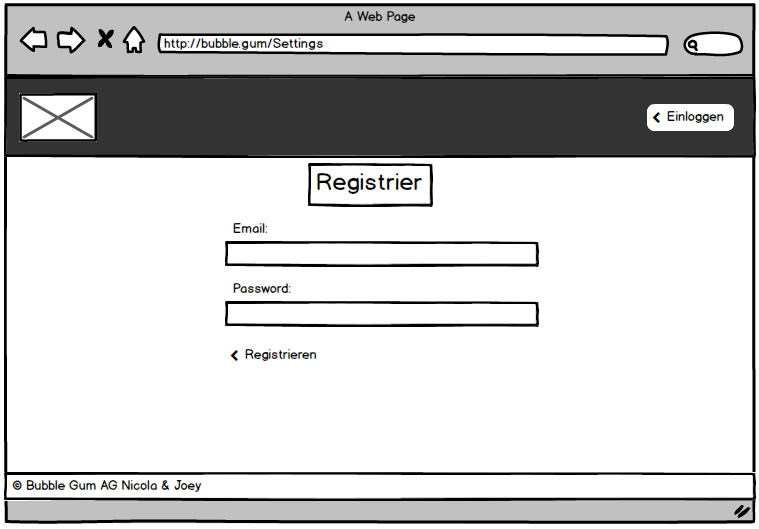 A Web Page
http://bubble.gum/Settings
Einloggen
Registrier
Email:
Password:
Registrieren
© Bubble Gum AG Nicola & Joey